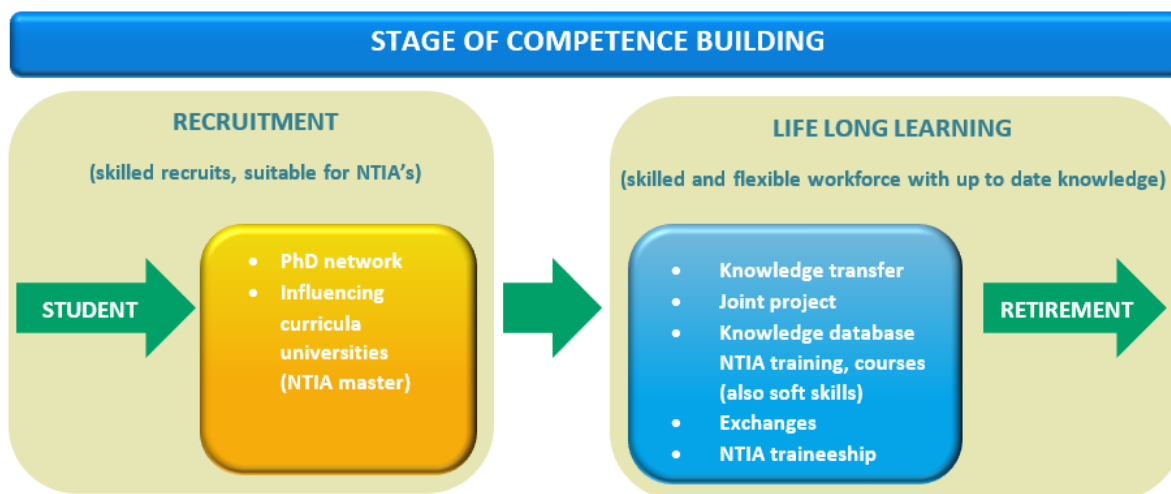 STAGE OF COMPETENCE BUILDING
RECRUITMENT
(skilled recruits, suitable for NTIA's)
STUDENT
• PhD network
• Influencing
curricula
universities
(NTIA master)
LIFE LONG LEARNING
(skilled and flexible workforce with up to date knowledge)
• Knowledge transfer
• Joint project
• Knowledge database
NTIA training, courses
(also soft skills)
• Exchanges
• NTIA traineeship
RETIREMENT